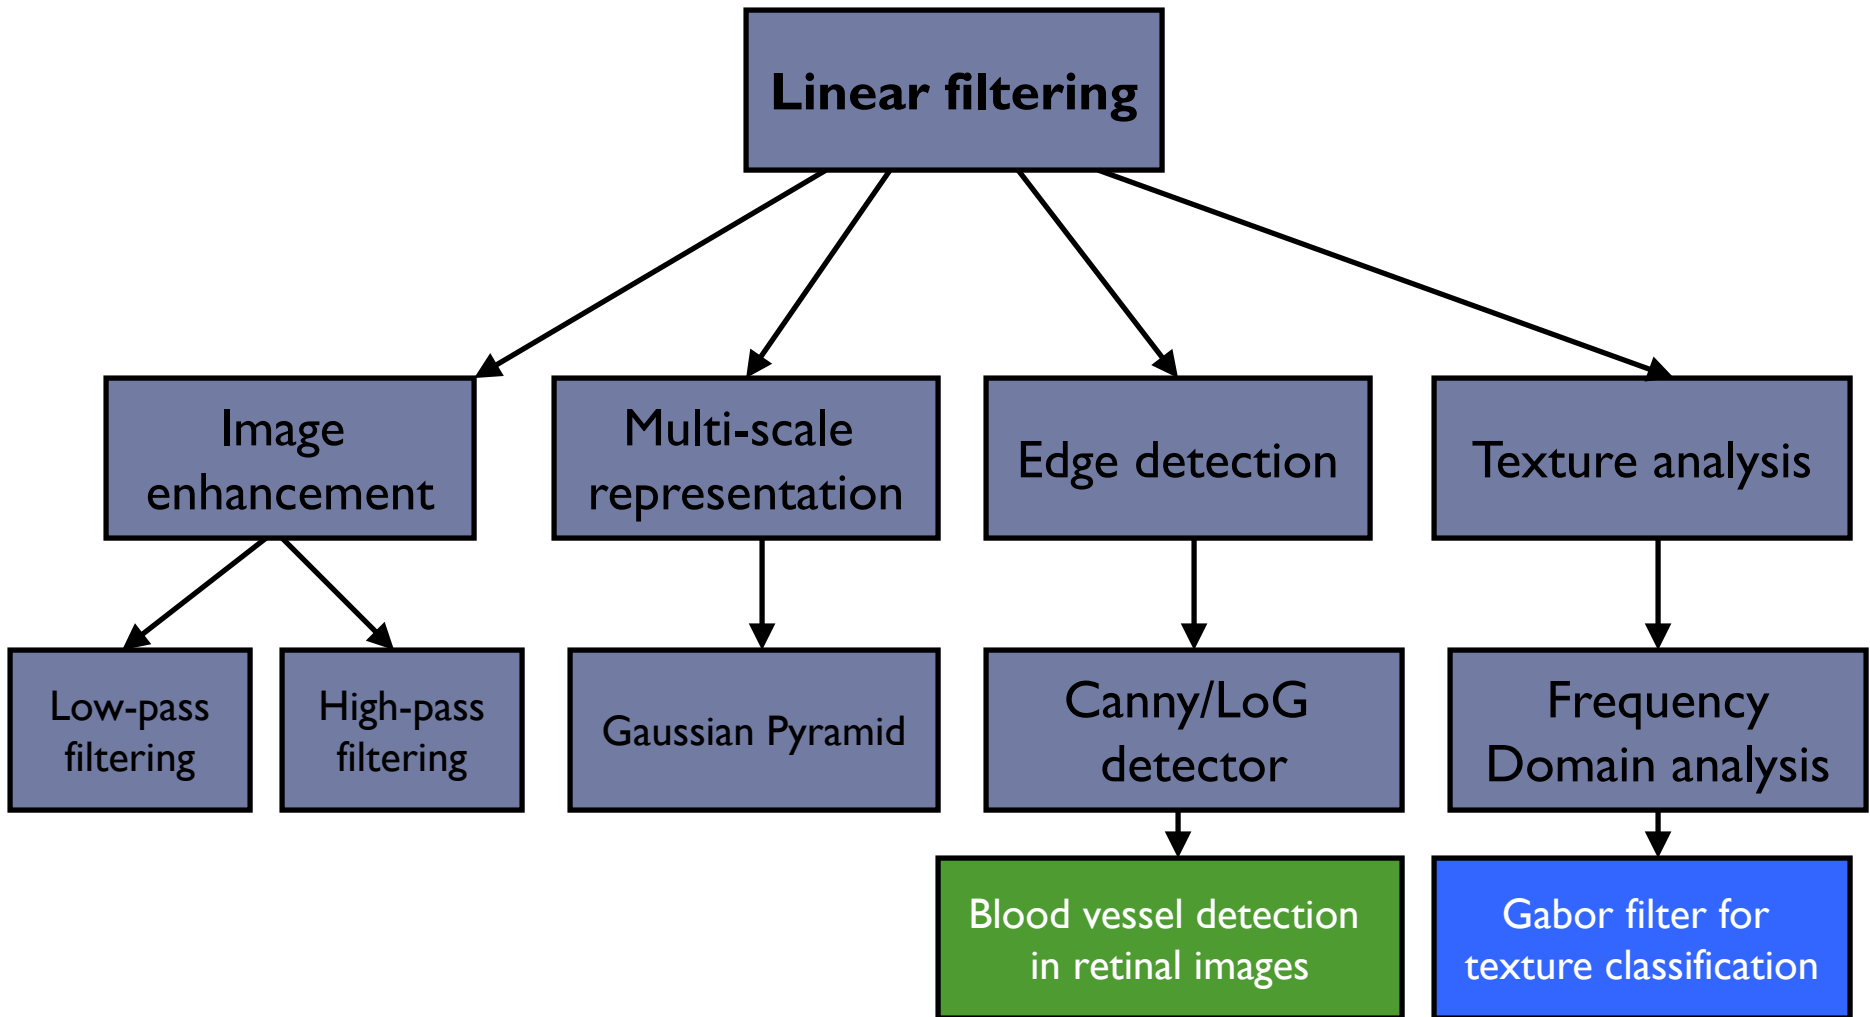 Linear filtering
Image
enhancement
Multi-scale
representation
Edge detection
Texture analysis
Low-pass
filtering
High-pass
filtering
Gaussian Pyramid
Canny/LoG
detector
Frequency
Domain analysis
Blood vessel detection
in retinal images
Gabor filter for
texture classification